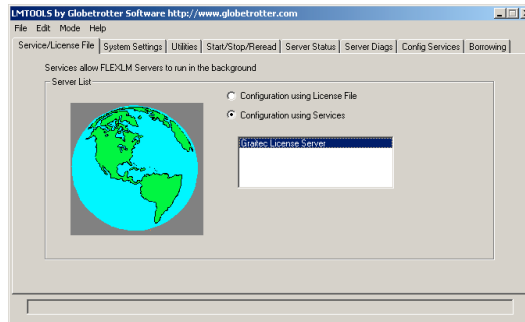 LMTOOLS by Globetrotter Software http://www.globetrotter.com
File Edit Mode Help
Service/License File System Settings Utilities Start/Stop/Reread Server Status Server Diags Config Services Borrowing
Services allow FLEXLM Servers to run in the background
Server List
Configuration using License File
Configuration using Services
Graitec License Server